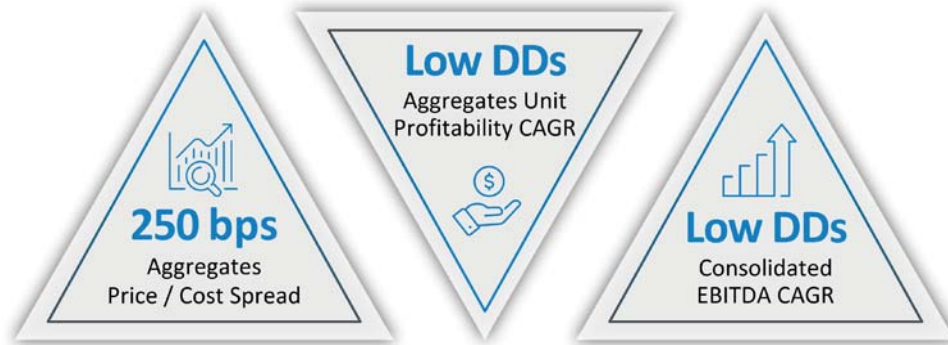 250 bps
Aggregates
Price / Cost Spread
Low DDs
Aggregates Unit
Profitability CAGR
$
Low DDs
Consolidated
EBITDA CAGR